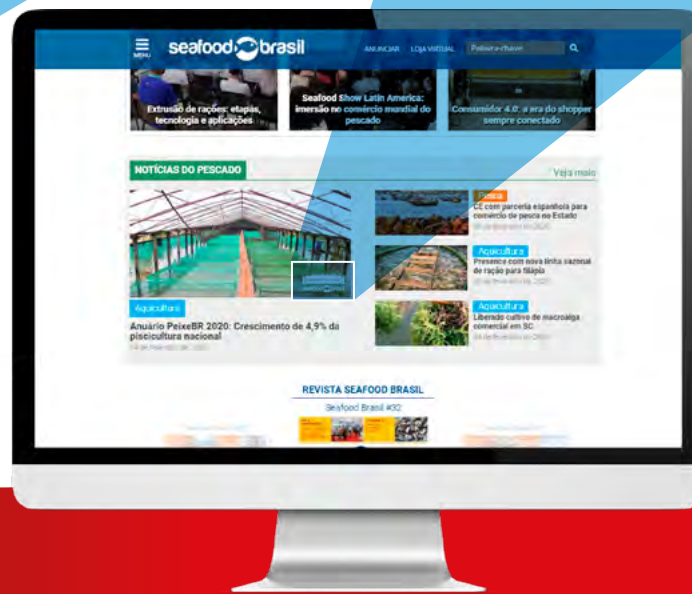 MENU
seafood brasil
ANUNCIAR LOJA VIRTUAL Palavra-chave
Extrusão de rações: etapas,
tecnologia e aplicações
Seafood Show Latin America:
imersão no comércio mundial do
pescado
Consumidor 4.0: a era do shopper
sempre conectado
NOTÍCIAS DO PESCADO
Veja mais
Aquicultura
Anuário PeixeBR 2020: Crescimento de 4,9% da
piscicultura nacional
Pesca
CE com parceria espanhola para
comércio de pesca no Estado
Aquicultura
Presence com nova linha sazonal
de ração para tilápia
Aquicultura
Liberado cultivo de macroalga
comercial em SC
REVISTA SEAFOOD BRASIL
Seafood Brasil #32